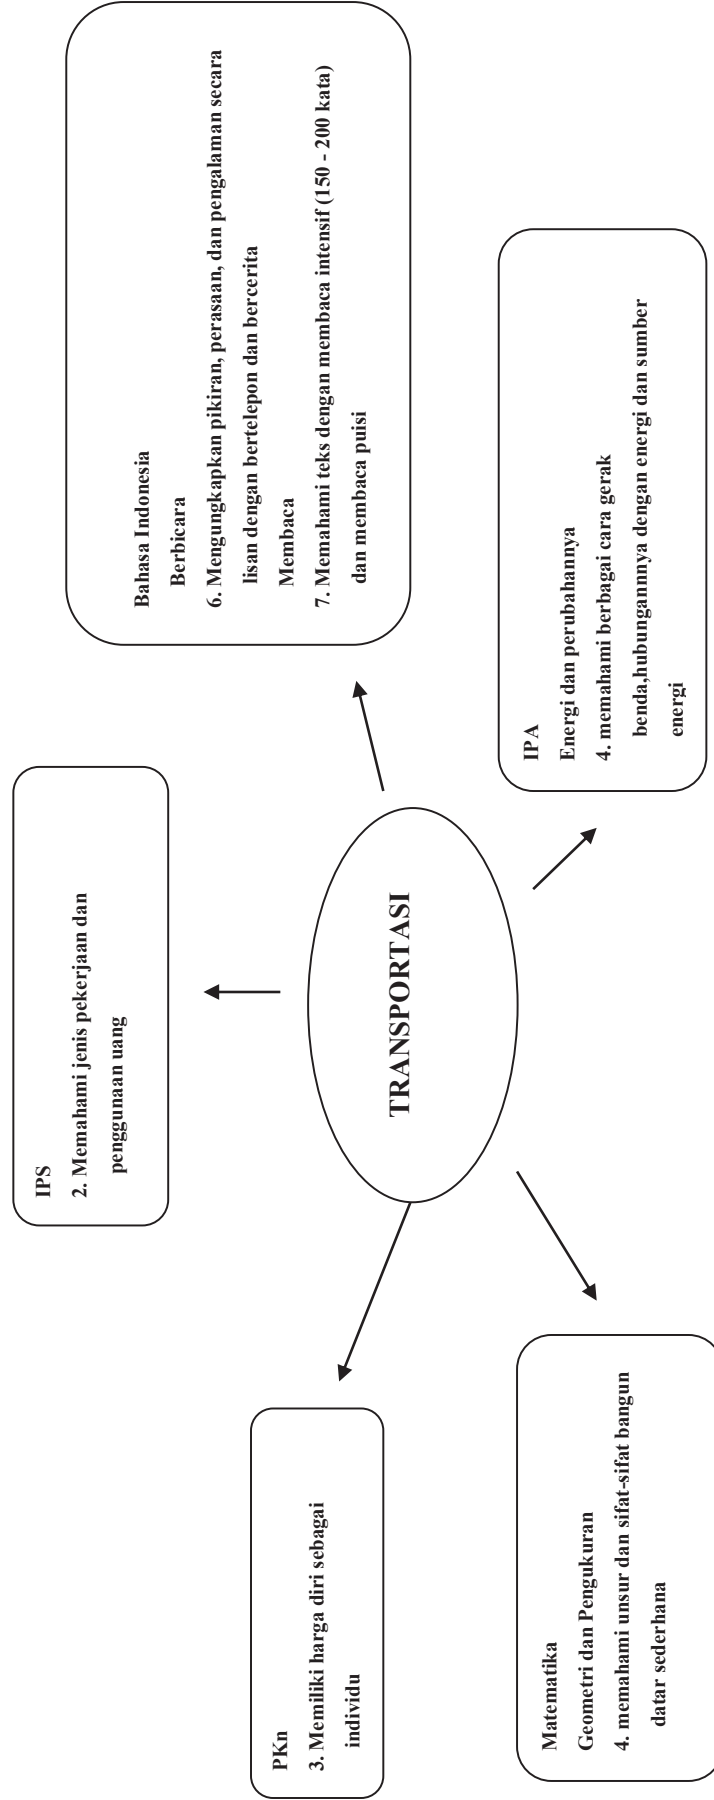 IPS
2. Memahami jenis pekerjaan dan
penggunaan uang
Bahasa Indonesia
Berbicara
6. Mengungkapkan pikiran, perasaan, dan pengalaman secara
lisan dengan bertelepon dan bercerita
Membaca
7. Memahami teks dengan membaca intensif (150 - 200 kata)
dan membaca puisi
PKn
3. Memiliki harga diri sebagai
individu
TRANSPORTASI
Matematika
Geometri dan Pengukuran
4. memahami unsur dan sifat-sifat bangun
datar sederhana
IPA
Energi dan perubahannya
4. memahami berbagai cara gerak
benda,hubungannnya dengan energi dan sumber
energi